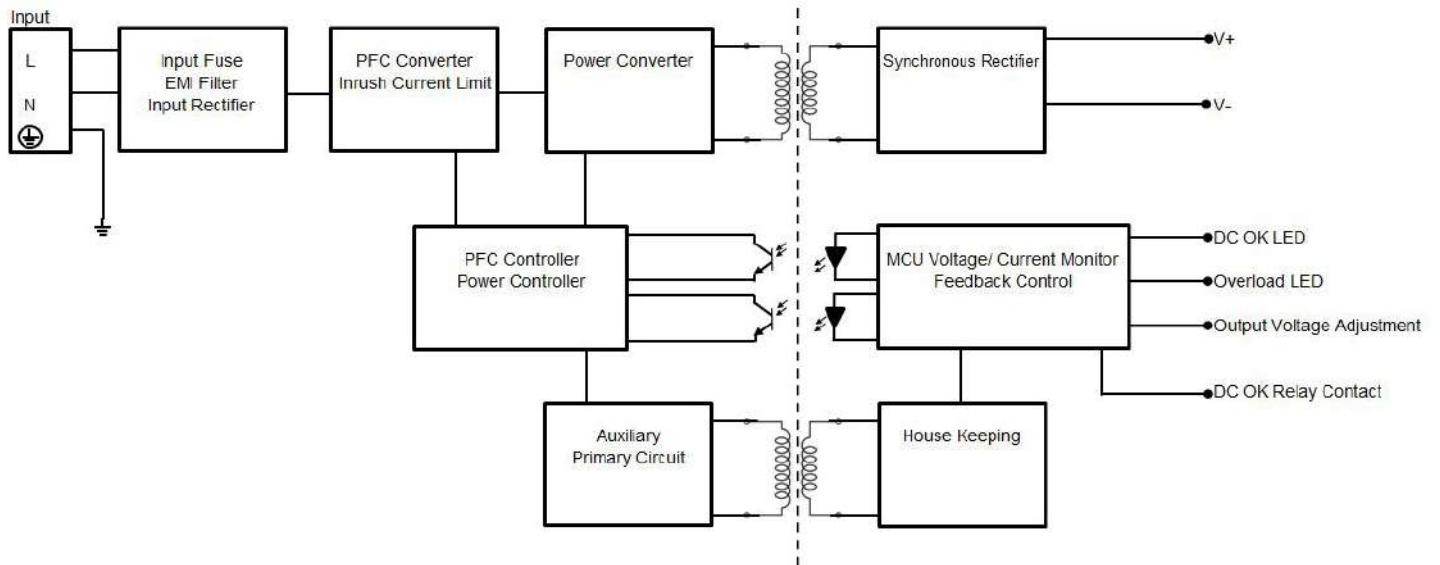 Input
L
N
Input Fuse
EMI Filter
Input Rectifier
PFC Converter
Inrush Current Limit
Power Converter
Synchronous Rectifier
V+
V-
PFC Controller
Power Controller
MCU Voltage/ Current Monitor
Feedback Control
DC OK LED
Overload LED
Output Voltage Adjustment
DC OK Relay Contact
Auxiliary
Primary Circuit
House Keeping